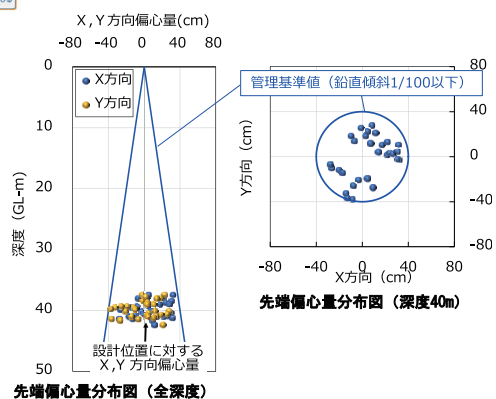 X,Y方向偏心量(cm)
-80 -40 0 40 80
0
10
20
30
40
50
深度（GL-m）
X方向
Y方向
管理基準値（鉛直傾斜1/100以下）
設計位置に対する
X,Y 方向偏心量
先端偏心量分布図（全深度）
80
40
0
-40
-80
Y方向（cm）
-80 -40 0 40 80
X方向（cm）
先端偏心量分布図（深度40m）